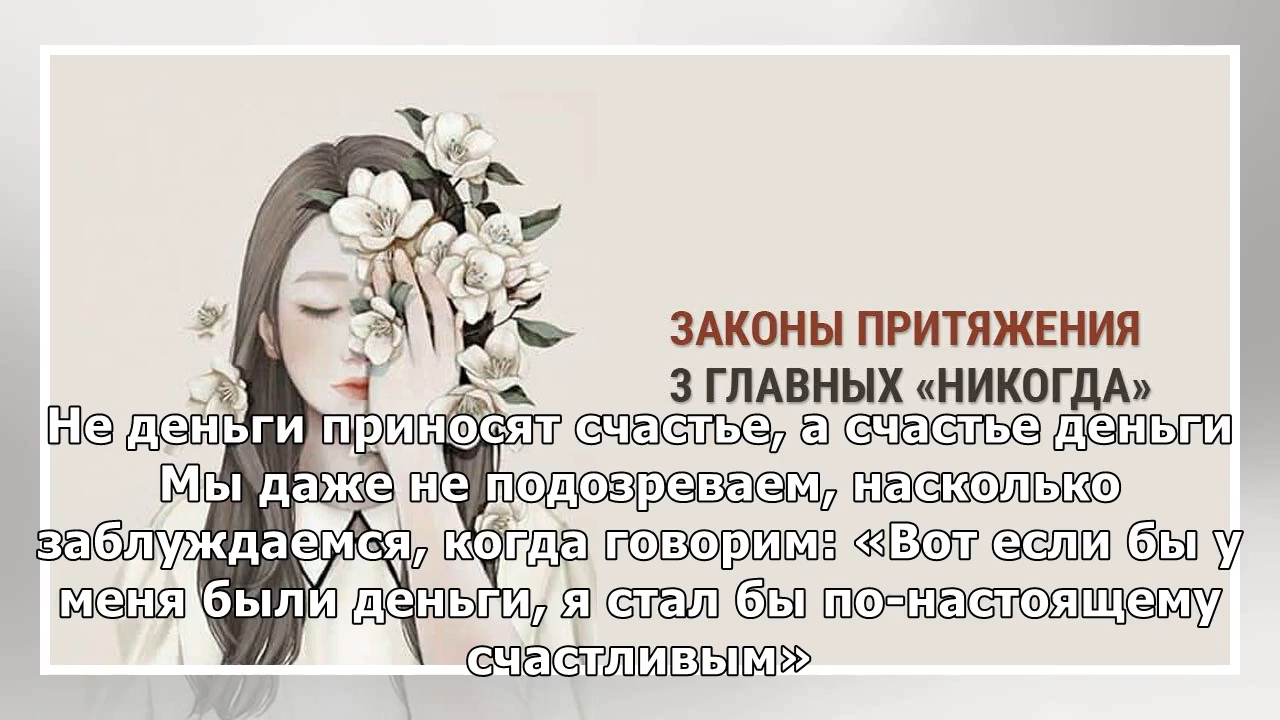 ЗАКОНЫ ПРИТЯЖЕНИЯ
3 ГЛАВНЫХ «НИКОГДА»
Не деньги приносят счастье, а счастье деньги
Мы даже не подозреваем, насколько
заблуждаемся, когда говорим: «Вот если бы у
меня были деньги, я стал бы по-настоящему
счастливым»